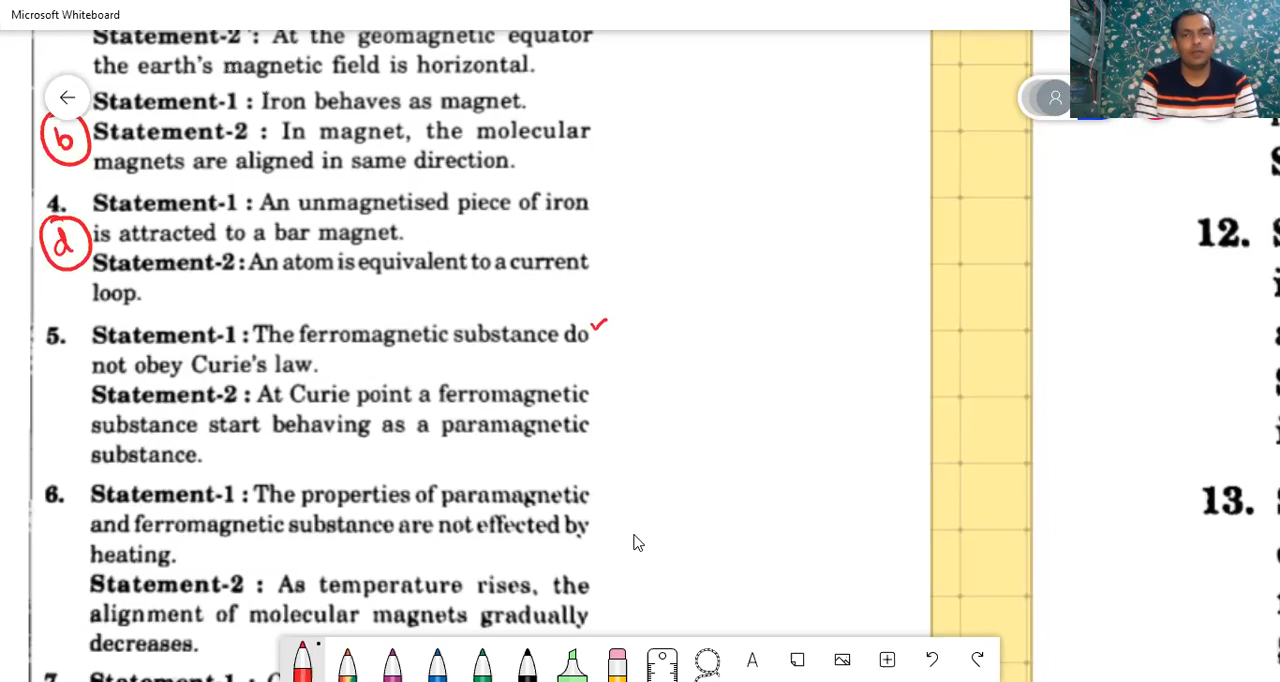 Microsoft Whiteboard
Statement-2 : At the geomagnetic equator
the earth's magnetic field is horizontal.
Statement-1 : Iron behaves as magnet.
b
Statement-2 : In magnet, the molecular
magnets are aligned in same direction.
4. Statement-1 : An unmagnetised piece of iron
is attracted to a bar magnet.
d
Statement-2 : An atom is equivalent to a current
loop.
5. Statement-1 : The ferromagnetic substance do
not obey Curie's law.
Statement-2 : At Curie point a ferromagnetic
substance start behaving as a paramagnetic
substance.
6. Statement-1 : The properties of paramagnetic
and ferromagnetic substance are not effected by
heating.
Statement-2 : As temperature rises, the
alignment of molecular magnets gradually
decreases.
12.
13.
A